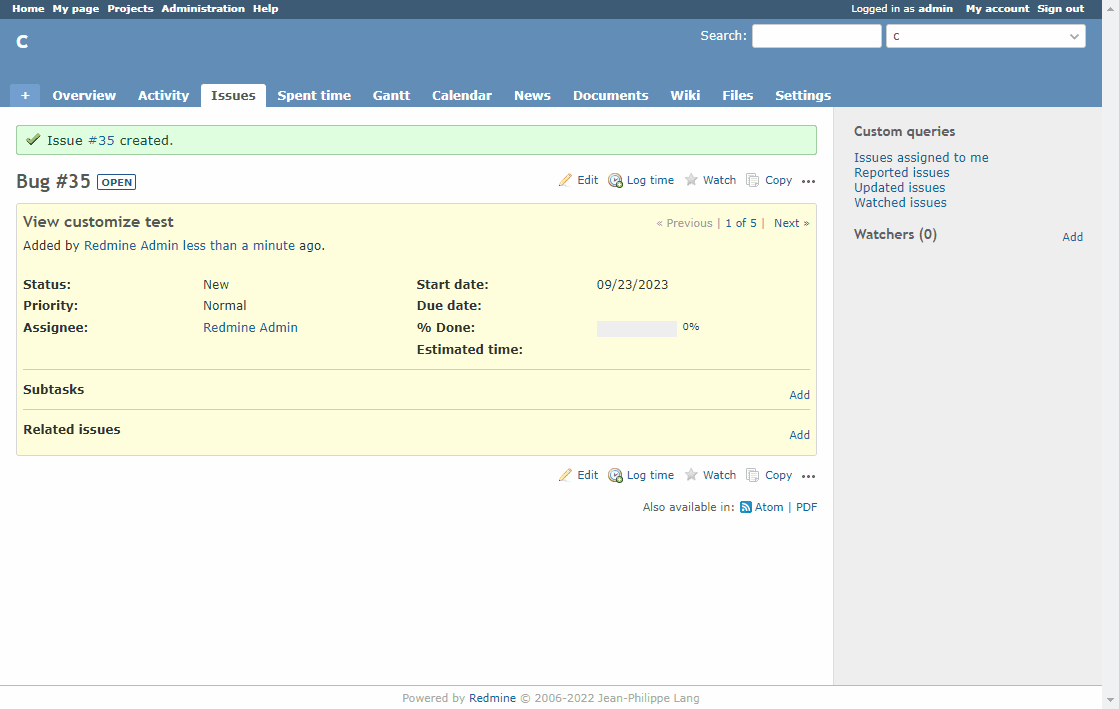 Home My page Projects Administration Help Logged in as admin My account Sign out
c Search: c
+ Overview Activity Issues Spent time Gantt Calendar News Documents Wiki Files Settings
Issue #35 created.
Bug #35 OPEN Edit Log time Watch Copy ...
View customize test « Previous | 1 of 5 | Next »
Added by Redmine Admin less than a minute ago.
Status: New Start date: 09/23/2023
Priority: Normal Due date:
Assignee: Redmine Admin % Done: 0%
Estimated time:
Subtasks Add
Related issues Add
Edit Log time Watch Copy ...
Also available in: Atom | PDF
Custom queries
Issues assigned to me
Reported issues
Updated issues
Watched issues
Watchers (0) Add
Powered by Redmine © 2006-2022 Jean-Philippe Lang